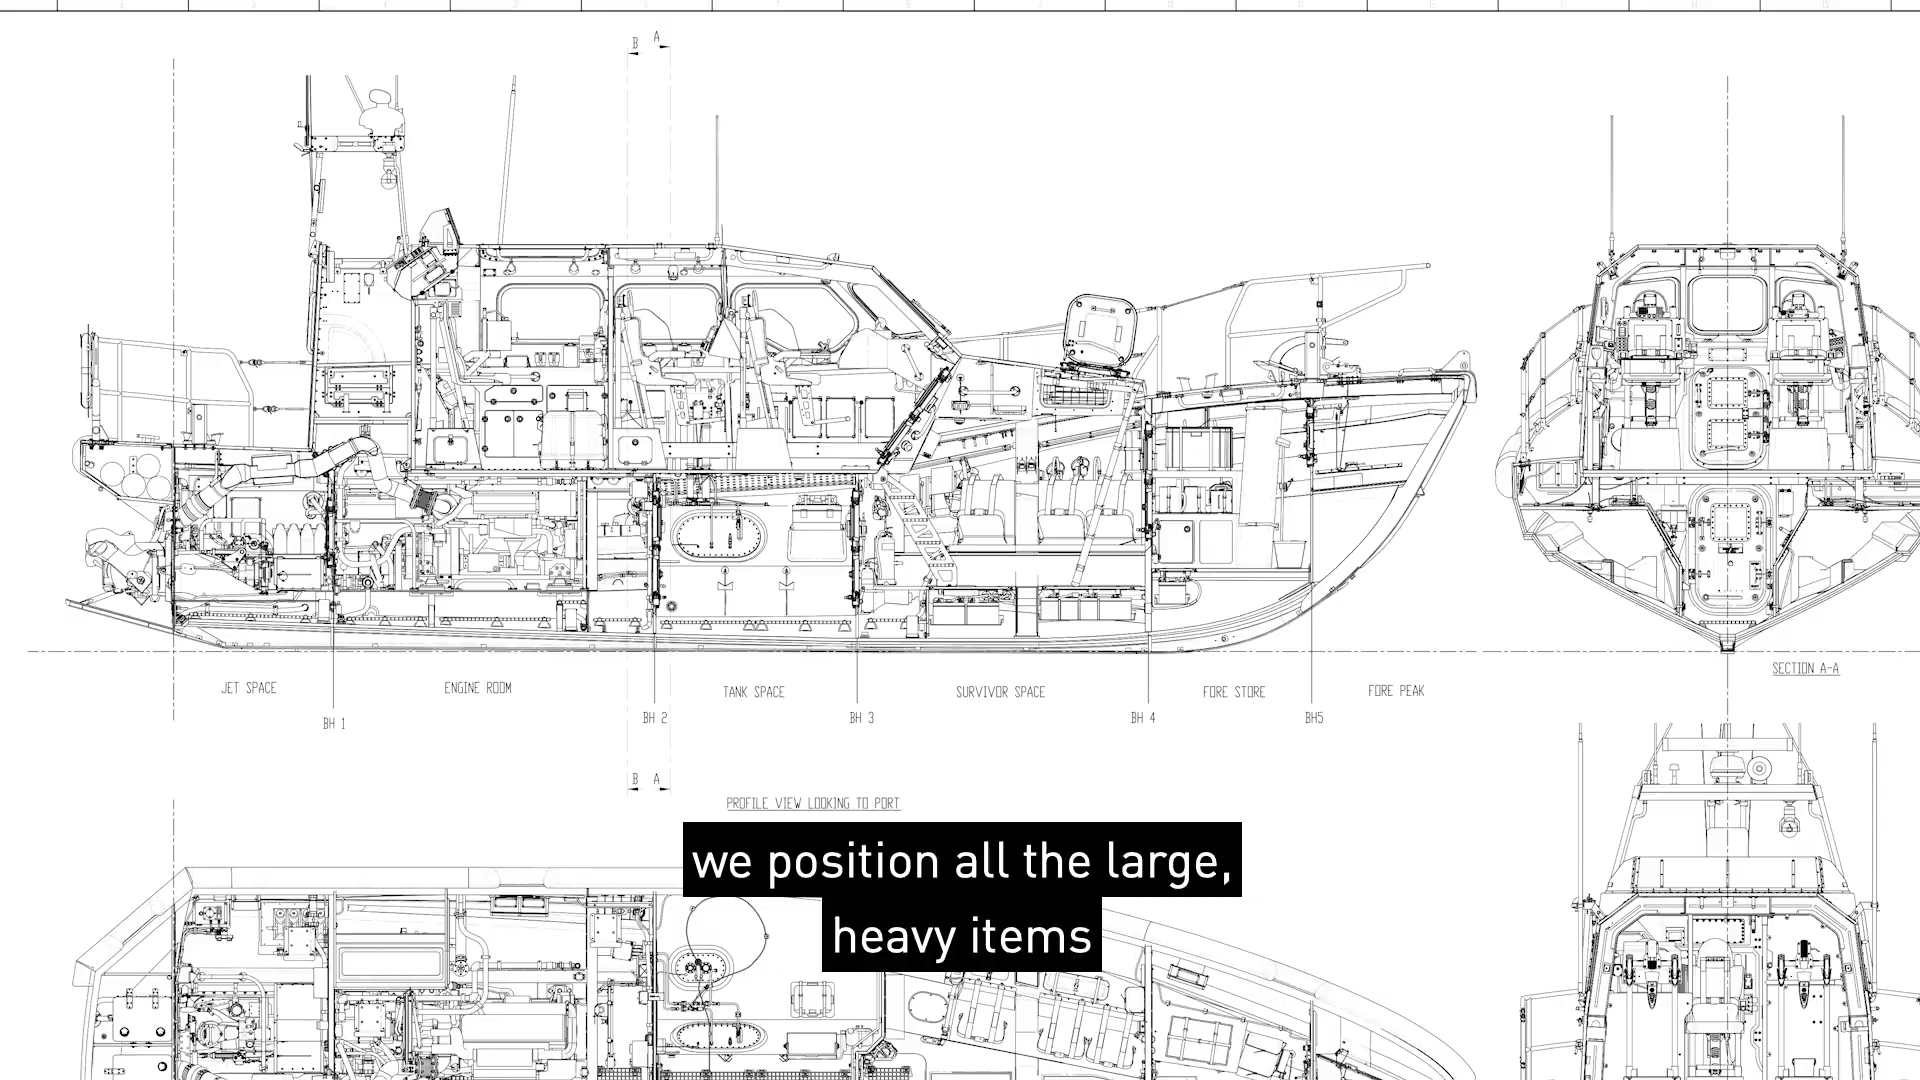 B A
JET SPACE
ENGINE ROOM
TANK SPACE
SURVIVOR SPACE
FORE STORE
FORE PEAK
SECTION A-A
BH 1
BH 2
BH 3
BH 4
BH5
B A
PROFILE VIEW LOOKING TO PORT
we position all the large,
heavy items